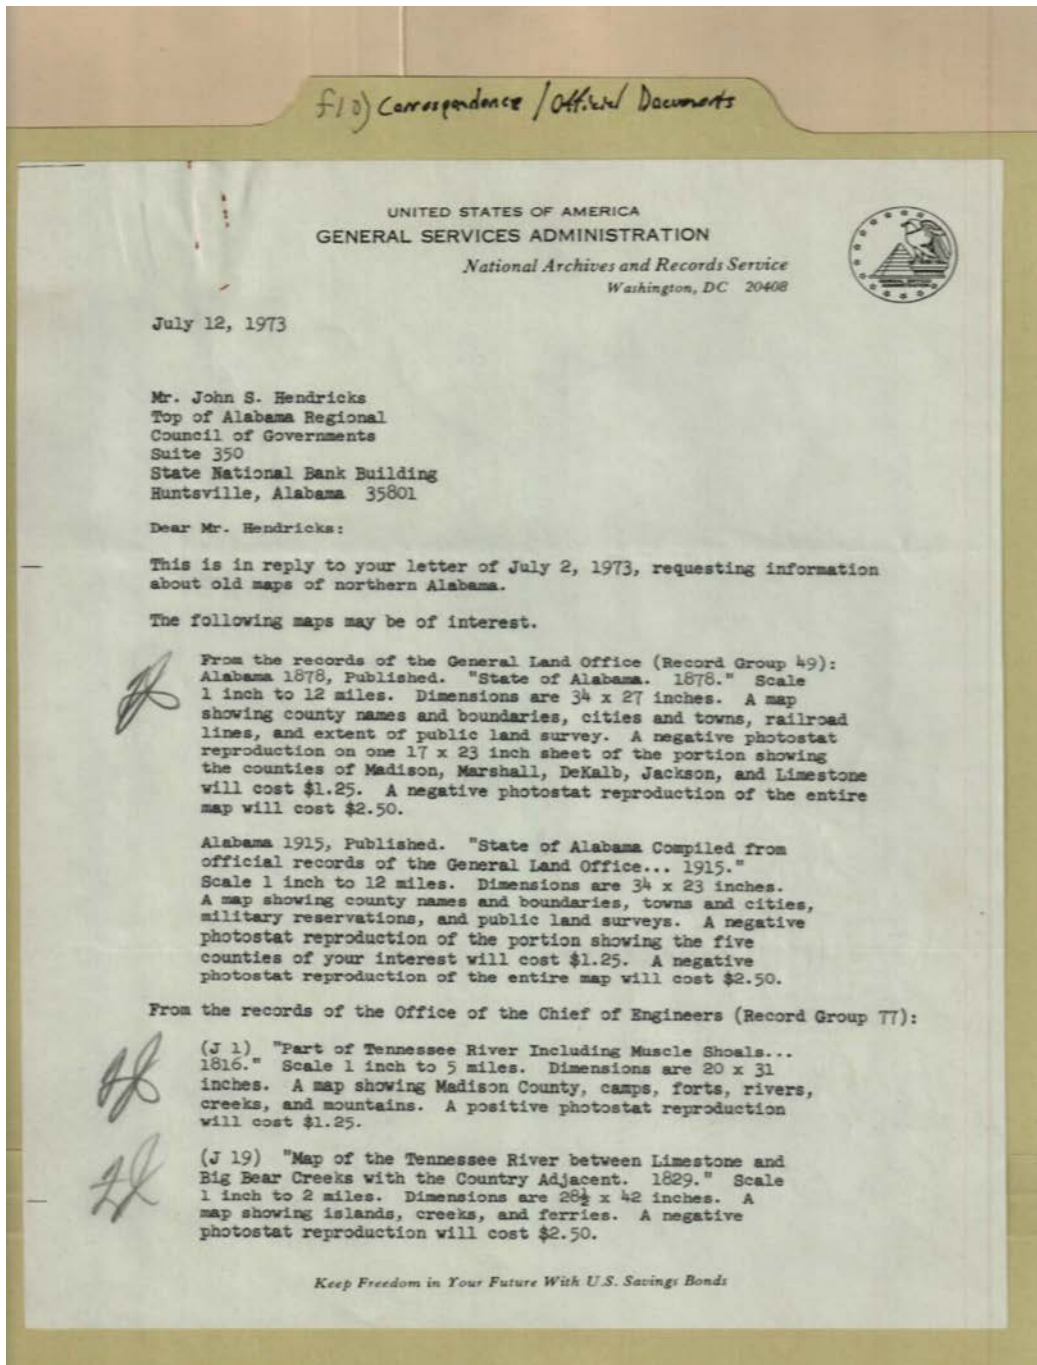 f10) Correspondence / Official Documents
UNITED STATES OF AMERICA
GENERAL SERVICES ADMINISTRATION
National Archives and Records Service
Washington, DC 20408
July 12, 1973
Mr. John S. Hendricks
Top of Alabama Regional
Council of Governments
Suite 350
State National Bank Building
Huntsville, Alabama 35801
Dear Mr. Hendricks:
This is in reply to your letter of July 2, 1973, requesting information
about old maps of northern Alabama.
The following maps may be of interest.
From the records of the General Land Office (Record Group 49):
Alabama 1878, Published. "State of Alabama. 1878." Scale
1 inch to 12 miles. Dimensions are 34 x 27 inches. A map
showing county names and boundaries, cities and towns, railroad
lines, and extent of public land survey. A negative photostat
reproduction on one 17 x 23 inch sheet of the portion showing
the counties of Madison, Marshall, DeKalb, Jackson, and Limestone
will cost $1.25. A negative photostat reproduction of the entire
map will cost $2.50.
Alabama 1915, Published. "State of Alabama Compiled from
official records of the General Land Office... 1915."
Scale 1 inch to 12 miles. Dimensions are 34 x 23 inches.
A map showing county names and boundaries, towns and cities,
military reservations, and public land surveys. A negative
photostat reproduction of the portion showing the five
counties of your interest will cost $1.25. A negative
photostat reproduction of the entire map will cost $2.50.
From the records of the Office of the Chief of Engineers (Record Group 77):
(J 1) "Part of Tennessee River Including Muscle Shoals...
1816." Scale 1 inch to 5 miles. Dimensions are 20 x 31
inches. A map showing Madison County, camps, forts, rivers,
creeks, and mountains. A positive photostat reproduction
will cost $1.25.
(J 19) "Map of the Tennessee River between Limestone and
Big Bear Creeks with the Country Adjacent. 1829." Scale
1 inch to 2 miles. Dimensions are 28½ x 42 inches. A
map showing islands, creeks, and ferries. A negative
photostat reproduction will cost $2.50.
Keep Freedom in Your Future With U.S. Savings Bonds